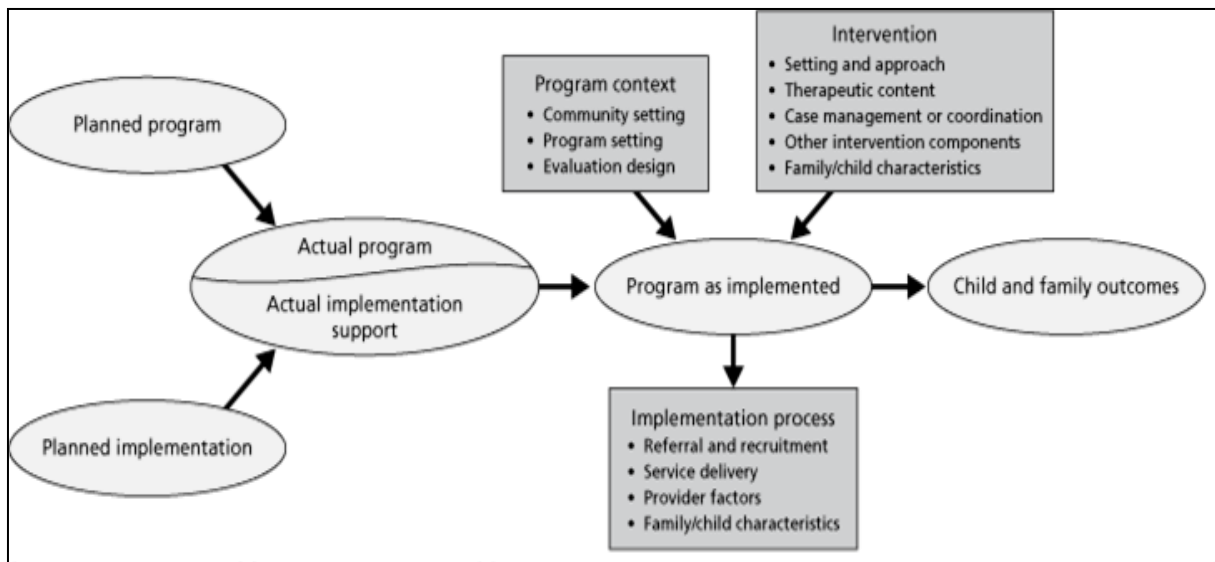 Planned program
Actual program
Actual implementation
support
Planned implementation
Program context
• Community setting
• Program setting
• Evaluation design
Intervention
• Setting and approach
• Therapeutic content
• Case management or coordination
• Other intervention components
• Family/child characteristics
Program as implemented
Child and family outcomes
Implementation process
• Referral and recruitment
• Service delivery
• Provider factors
• Family/child characteristics